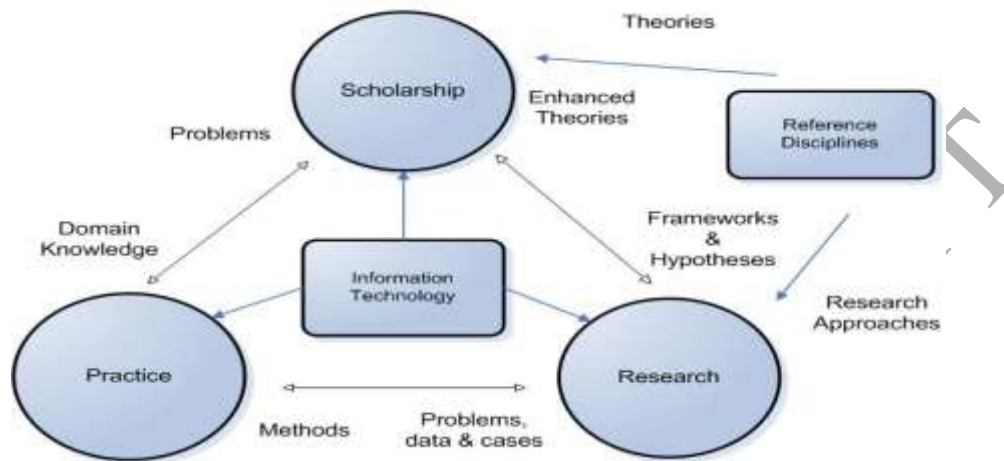 Theories
Scholarship
Enhanced
Theories
Reference
Disciplines
Problems
Domain
Knowledge
Frameworks
&
Hypotheses
Information
Technology
Research
Approaches
Practice
Research
Methods
Problems,
data & cases
T